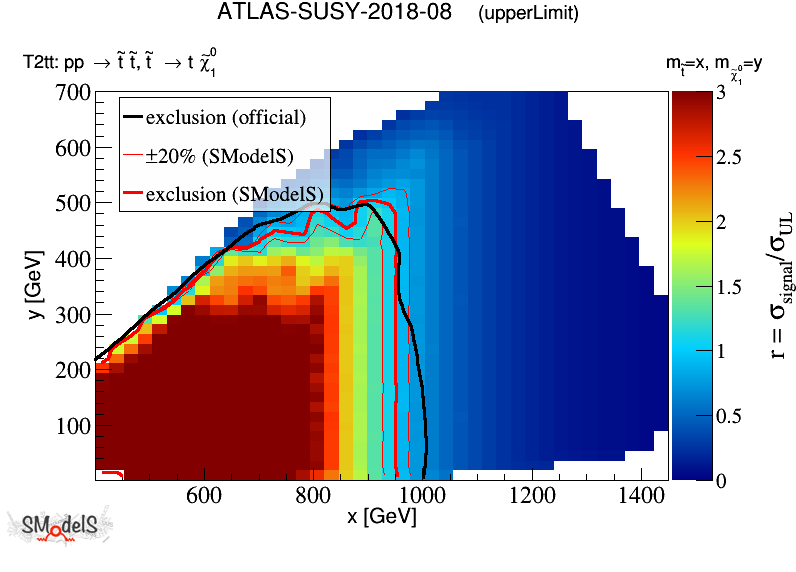 ATLAS-SUSY-2018-08 (upperLimit)
T2tt: pp → t̃ t̃, t̃ → t χ̃₁⁰
m_t̃=x, m_χ̃₁⁰=y
exclusion (official)
±20% (SModelS)
exclusion (SModelS)
700
600
500
400
300
200
100
y [GeV]
600
800
1000
1200
1400
x [GeV]
3
2.5
2
1.5
1
0.5
0
r = σ_signal/σ_UL
SModelS